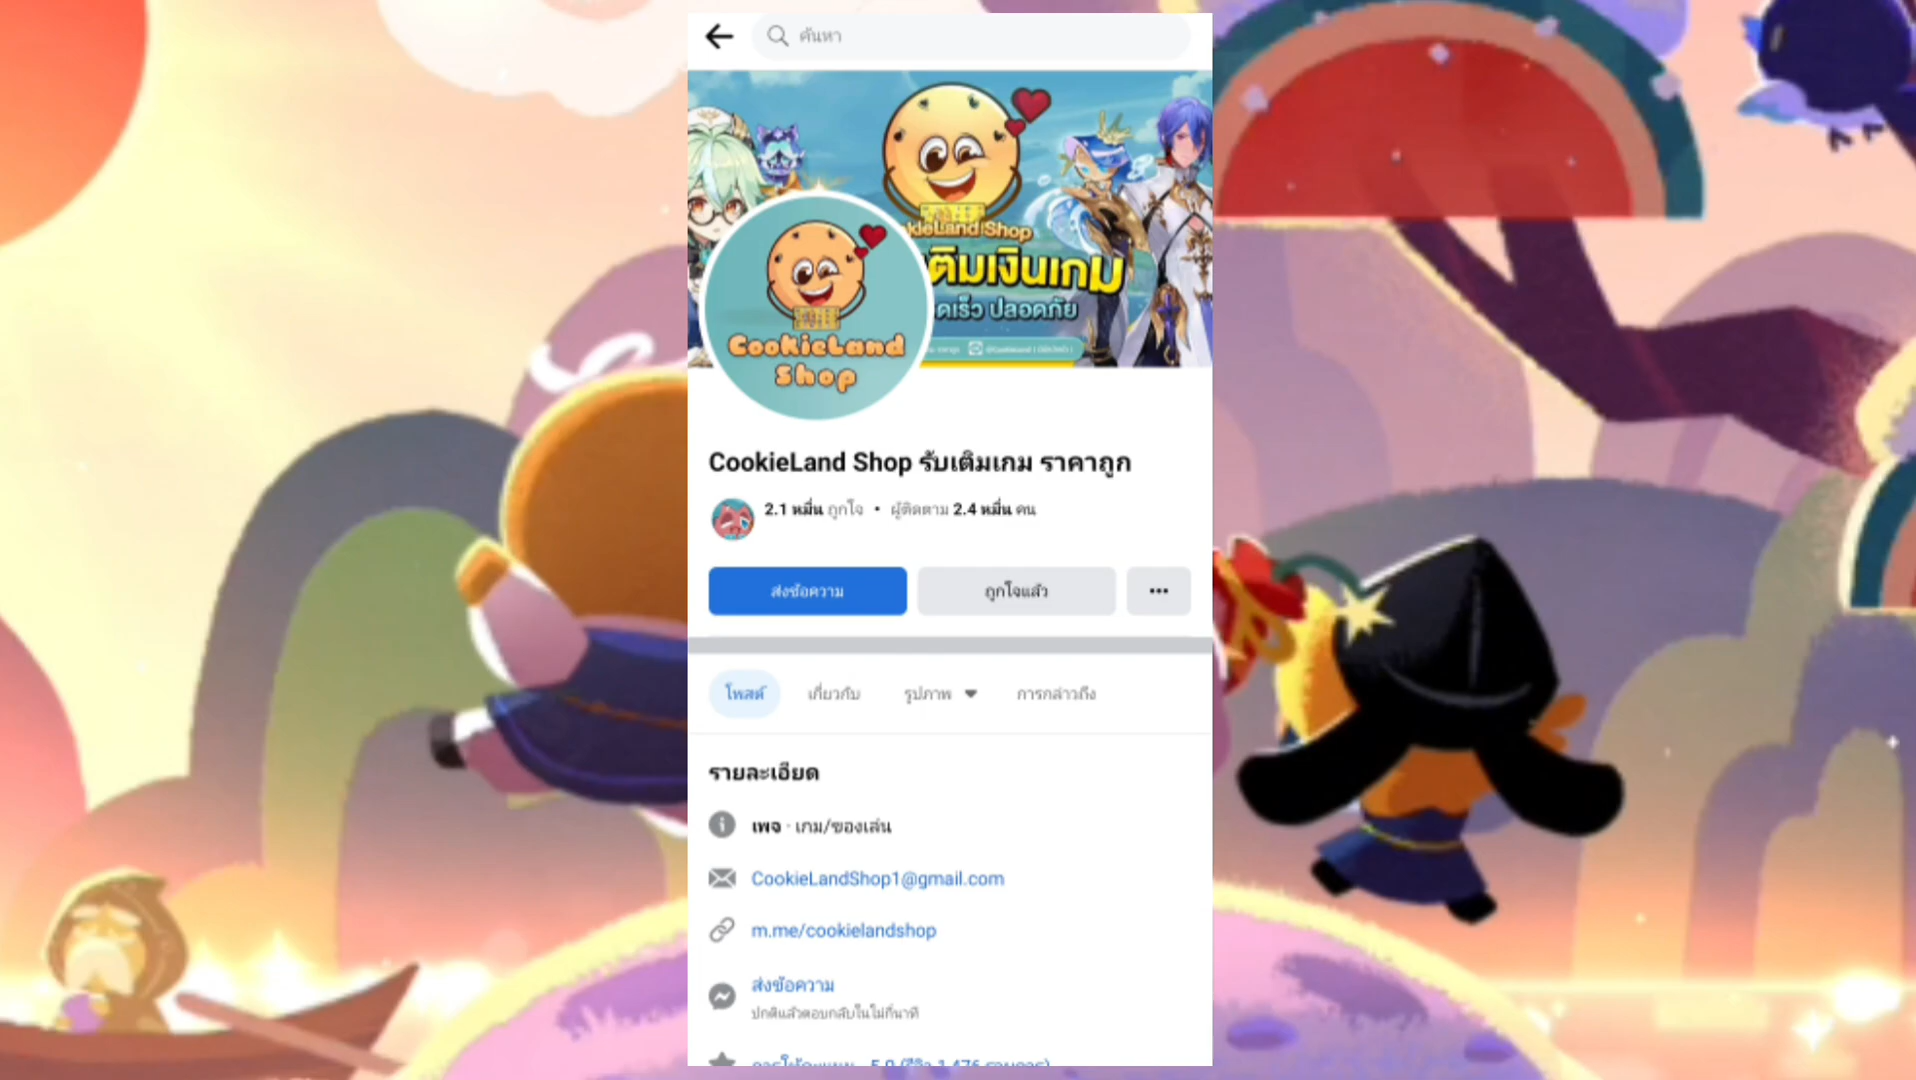 ค้นหา
CookieLand Shop
ติมเงินเกม
ดเร็ว ปลอดภัย
CookieLand
Shop
CookieLand Shop รับเติมเกม ราคาถูก
2.1 หมื่น ถูกใจ • ผู้ติดตาม 2.4 หมื่น คน
ส่งข้อความ
ถูกใจแล้ว
โพสต์
เกี่ยวกับ
รูปภาพ
การกล่าวถึง
รายละเอียด
เพจ · เกม/ของเล่น
CookieLandShop1@gmail.com
m.me/cookielandshop
ส่งข้อความ
ปกติแล้วตอบกลับในไม่กี่นาที